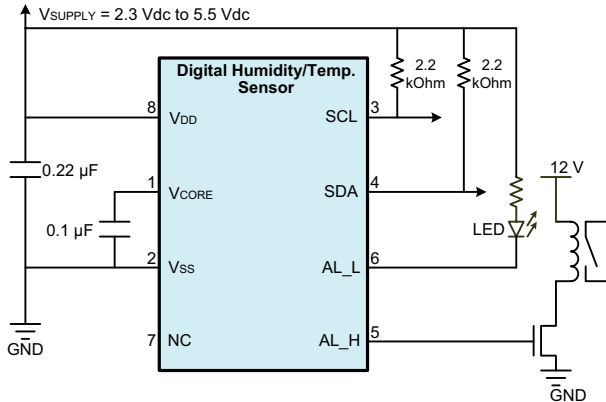 VSUPPLY = 2.3 Vdc to 5.5 Vdc
Digital Humidity/Temp.
Sensor
2.2
kOhm
2.2
kOhm
8
VDD
SCL
3
0.22 µF
1
VCORE
SDA
4
12 V
0.1 µF
LED
2
VSS
AL_L
6
7
NC
AL_H
5
GND
GND